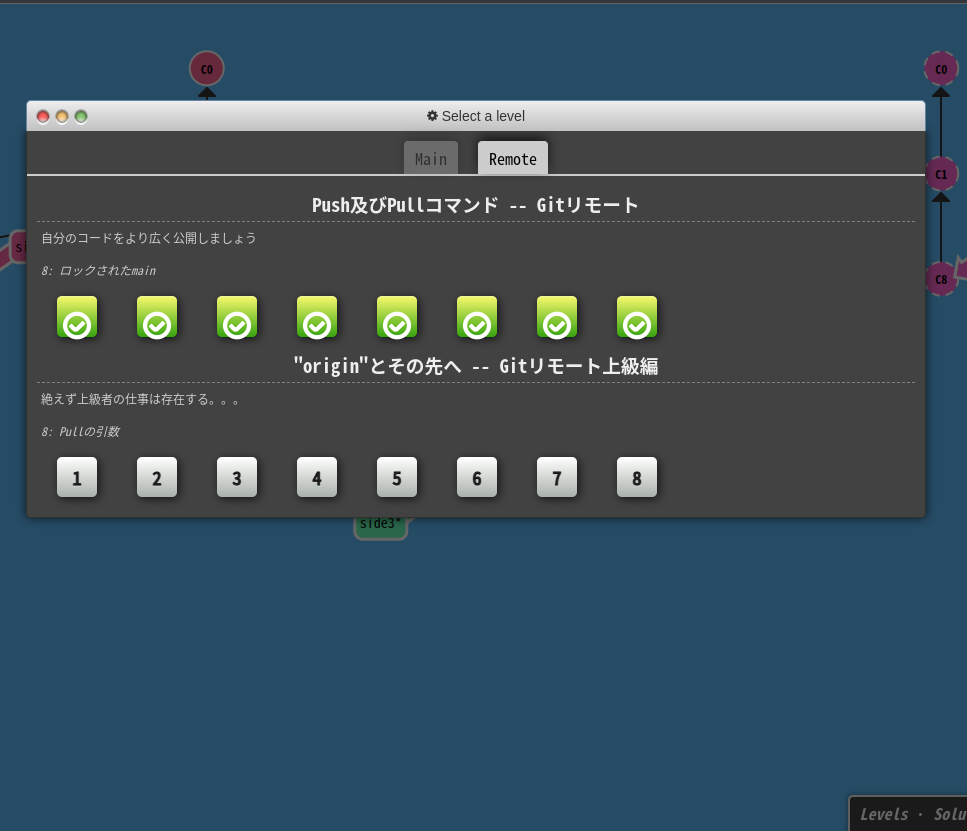 C0
C0
Select a level
Main
Remote
C1
Push及びPullコマンド -- Gitリモート
自分のコードをより広く公開しましょう
8: ロックされたmain
C8
"origin"とその先へ -- Gitリモート上級編
絶えず上級者の仕事は存在する。。。
8: Pullの引数
1 2 3 4 5 6 7 8
side3*
Levels · Solu